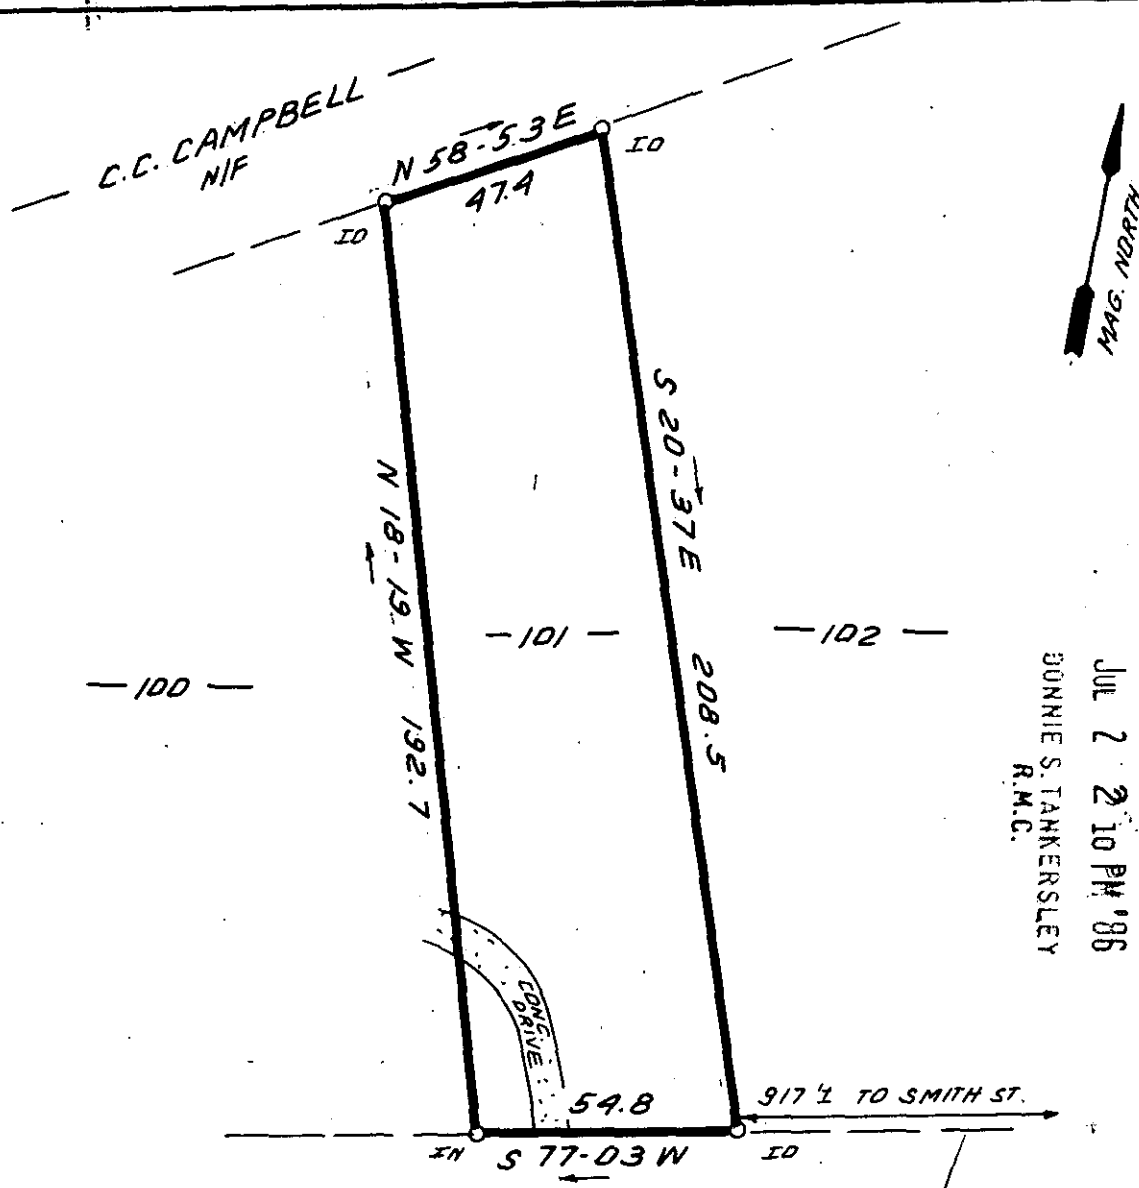 C.C. CAMPBELL
N/F
N 58-53 E
47.4
IO
IO
MAG. NORTH
S 20-37 E 208.5
N 18-19 W 192.7
-100-
-101-
-102-
JUL 2 2 10 PM '86
DONNIE S. TANKERSLEY
R.M.C.
CONC.
DRIVE
54.8
917'± TO SMITH ST.
IN
S 77-03 W
IO